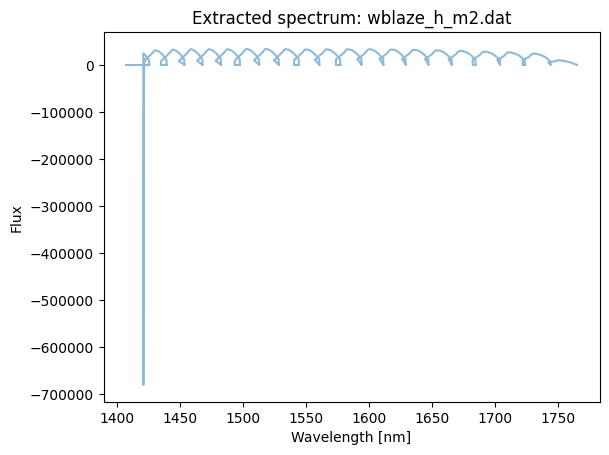 Extracted spectrum: wblaze_h_m2.dat
Flux
0
−100000
−200000
−300000
−400000
−500000
−600000
−700000
1400 1450 1500 1550 1600 1650 1700 1750
Wavelength [nm]